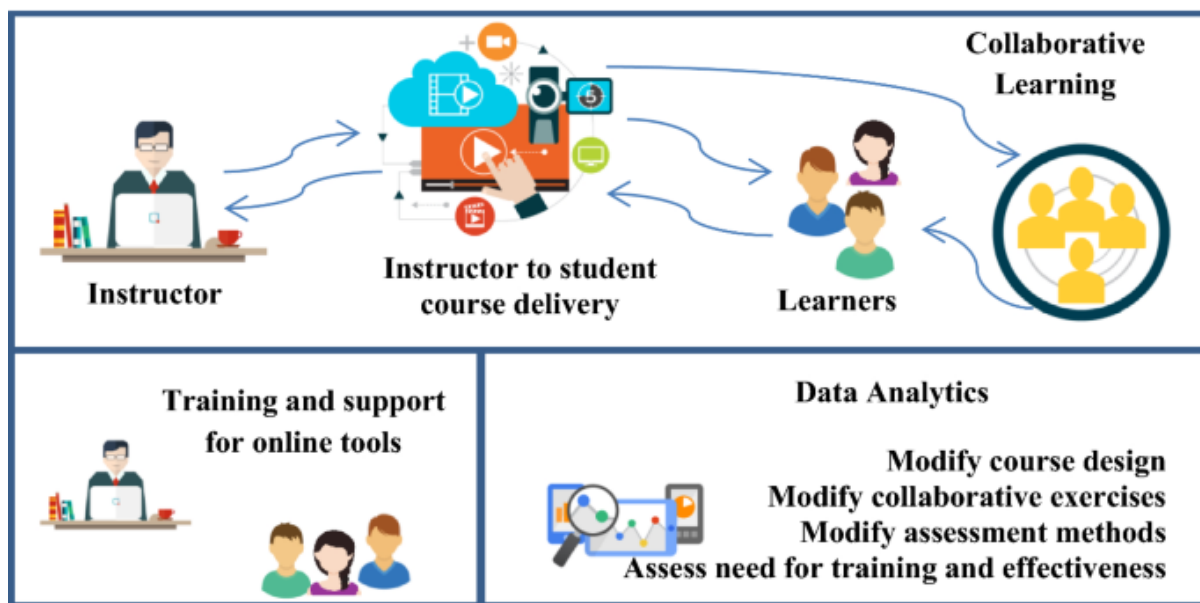 Collaborative
Learning
Instructor
Instructor to student
course delivery
Learners
Training and support
for online tools
Data Analytics
Modify course design
Modify collaborative exercises
Modify assessment methods
Assess need for training and effectiveness
5